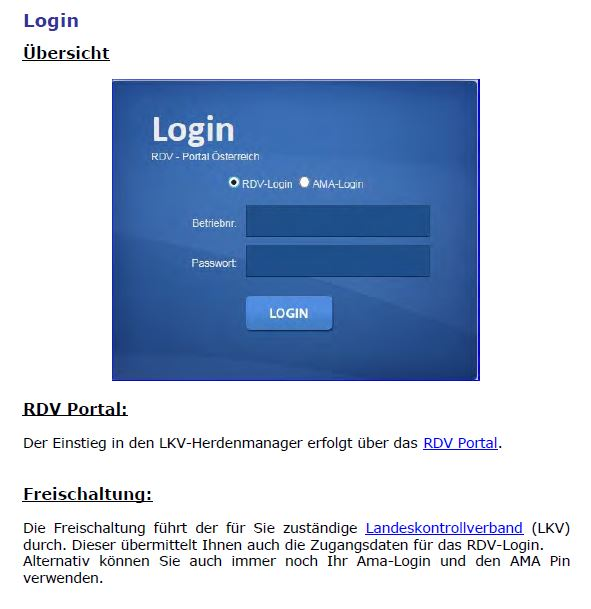 Login
Übersicht
Login
RDV - Portal Österreich
RDV-Login AMA-Login
Betriebnr.
Passwort:
LOGIN
RDV Portal:
Der Einstieg in den LKV-Herdenmanager erfolgt über das RDV Portal.
Freischaltung:
Die Freischaltung führt der für Sie zuständige Landeskontrollverband (LKV)
durch. Dieser übermittelt Ihnen auch die Zugangsdaten für das RDV-Login.
Alternativ können Sie auch immer noch Ihr Ama-Login und den AMA Pin
verwenden.